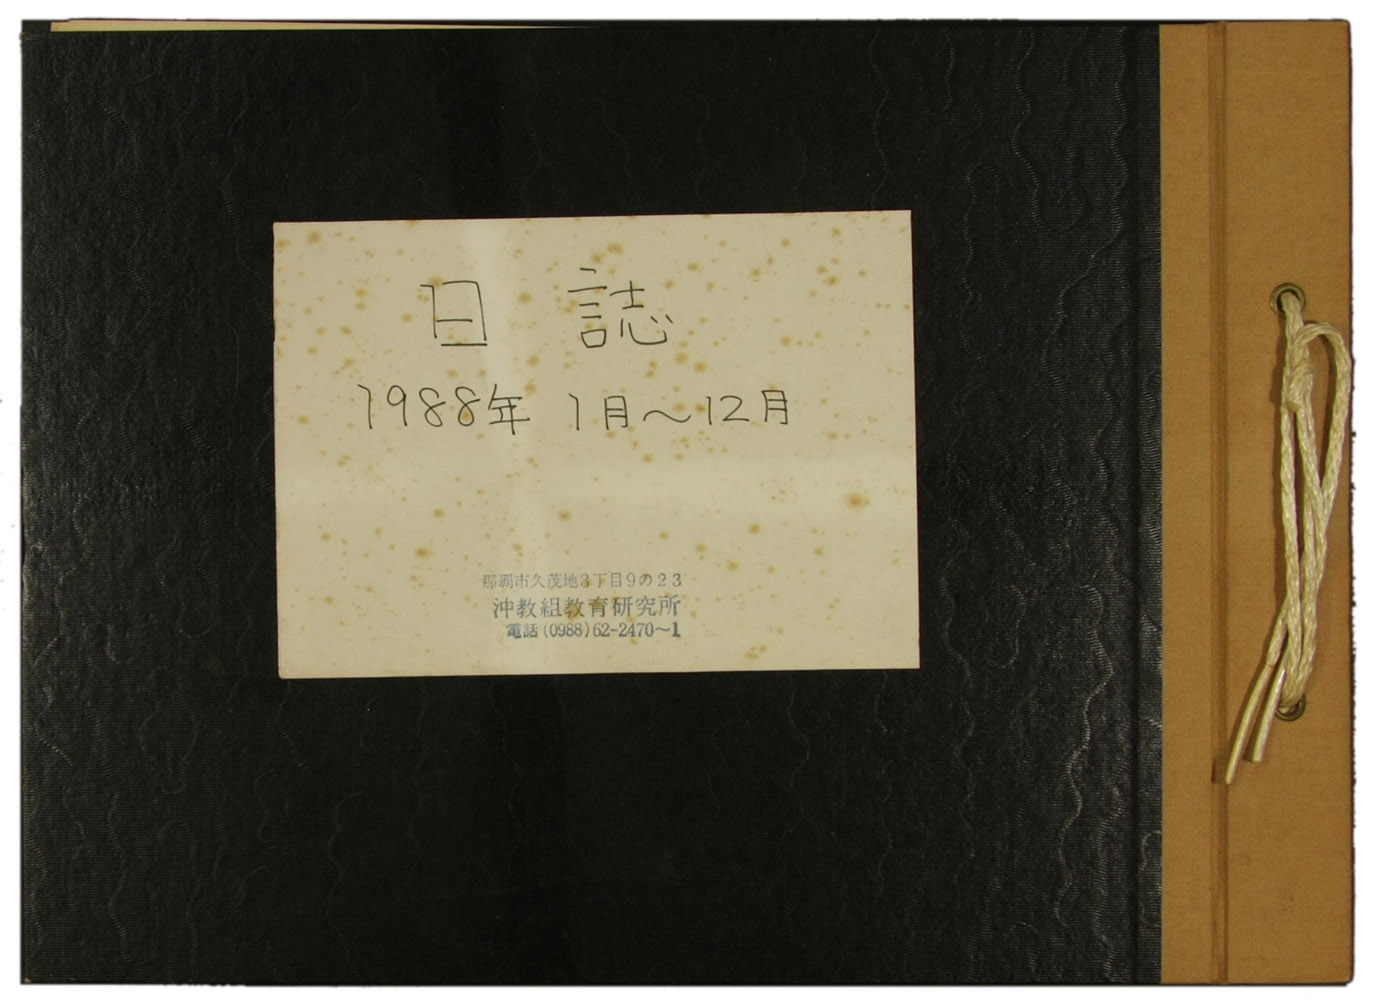 日 誌
1988年 1月～12月
那覇市久茂地3丁目9の23
沖教組教育研究所
電話(0988)62-2470～1